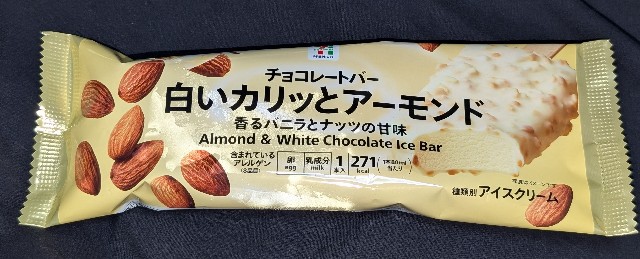 チョコレートバー
白いカリッとアーモンド
香るバニラとナッツの甘味
Almond & White Chocolate Ice Bar
含まれている
アレルゲン
卵
egg
乳成分
milk
1
本入
271
kcal
種類別 アイスクリーム